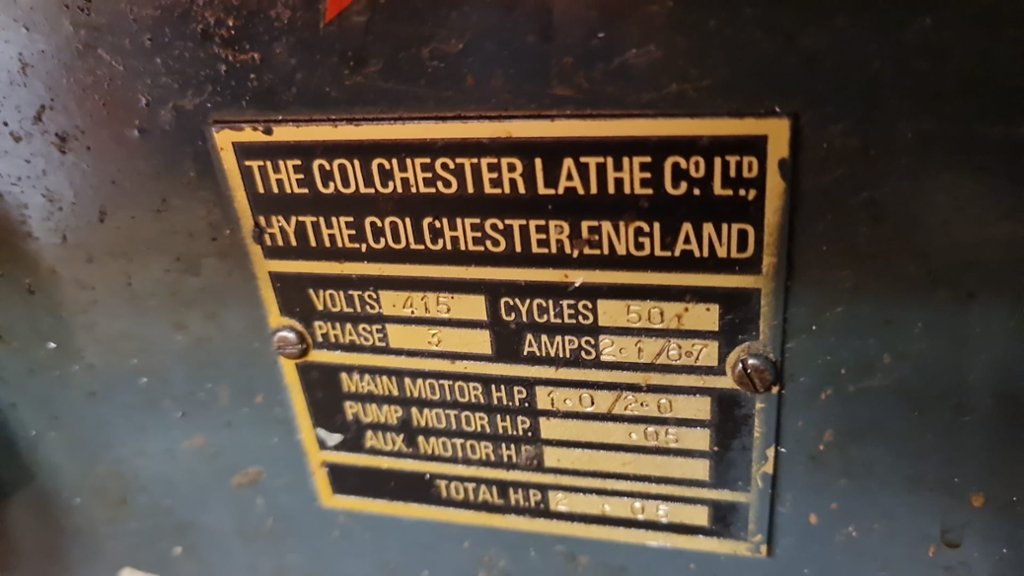 THE COLCHESTER LATHE CO. LTD.,
HYTHE, COLCHESTER, ENGLAND
VOLTS 415 CYCLES 50
PHASE 3 AMPS 2.1/6.7
MAIN MOTOR H.P. 1.0/2.0
PUMP MOTOR H.P. .05
AUX. MOTOR H.P.
TOTAL H.P. 2.05